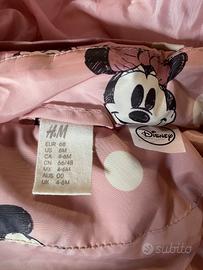 H&M
EUR 68
US 6M
CA 4-6M
CN 66/48
MX 4-6M
AUS 00
UK 4-6M
Disney
subito